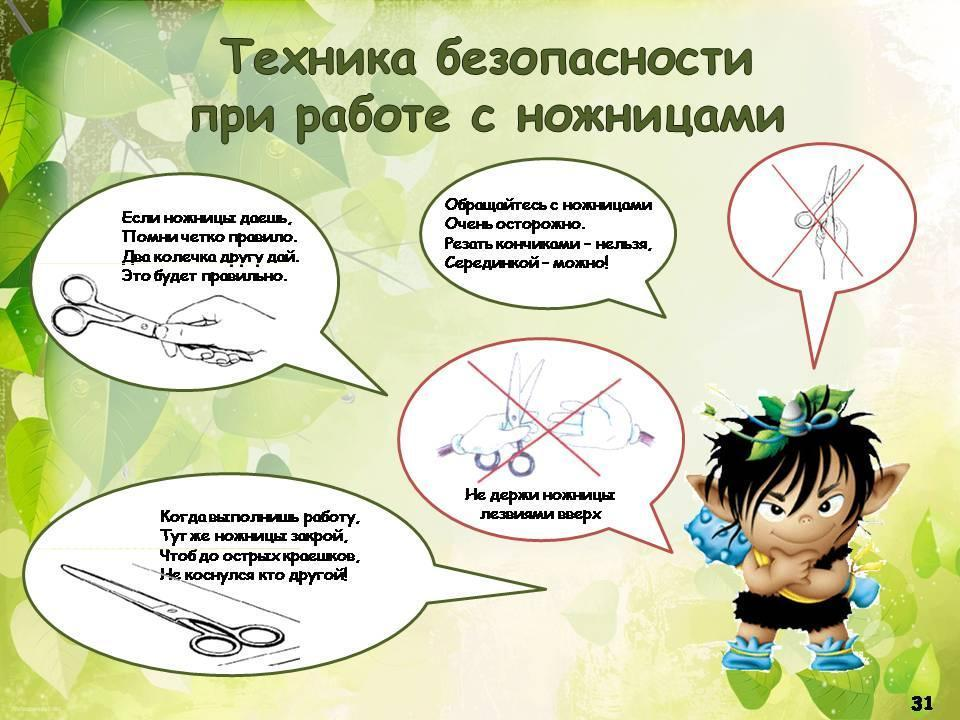 Техника безопасности
при работе с ножницами
Если ножницы даешь,
Помни четко правило.
Два колечка другу дай.
Это будет правильно.
Обращайтесь с ножницами
Очень осторожно.
Резать кончиками – нельзя,
Серединкой – можно!
Не держи ножницы
лезвиями вверх
Когда выполнишь работу,
Тут же ножницы закрой,
Чтоб до острых краешков,
Не коснулся кто другой!
31